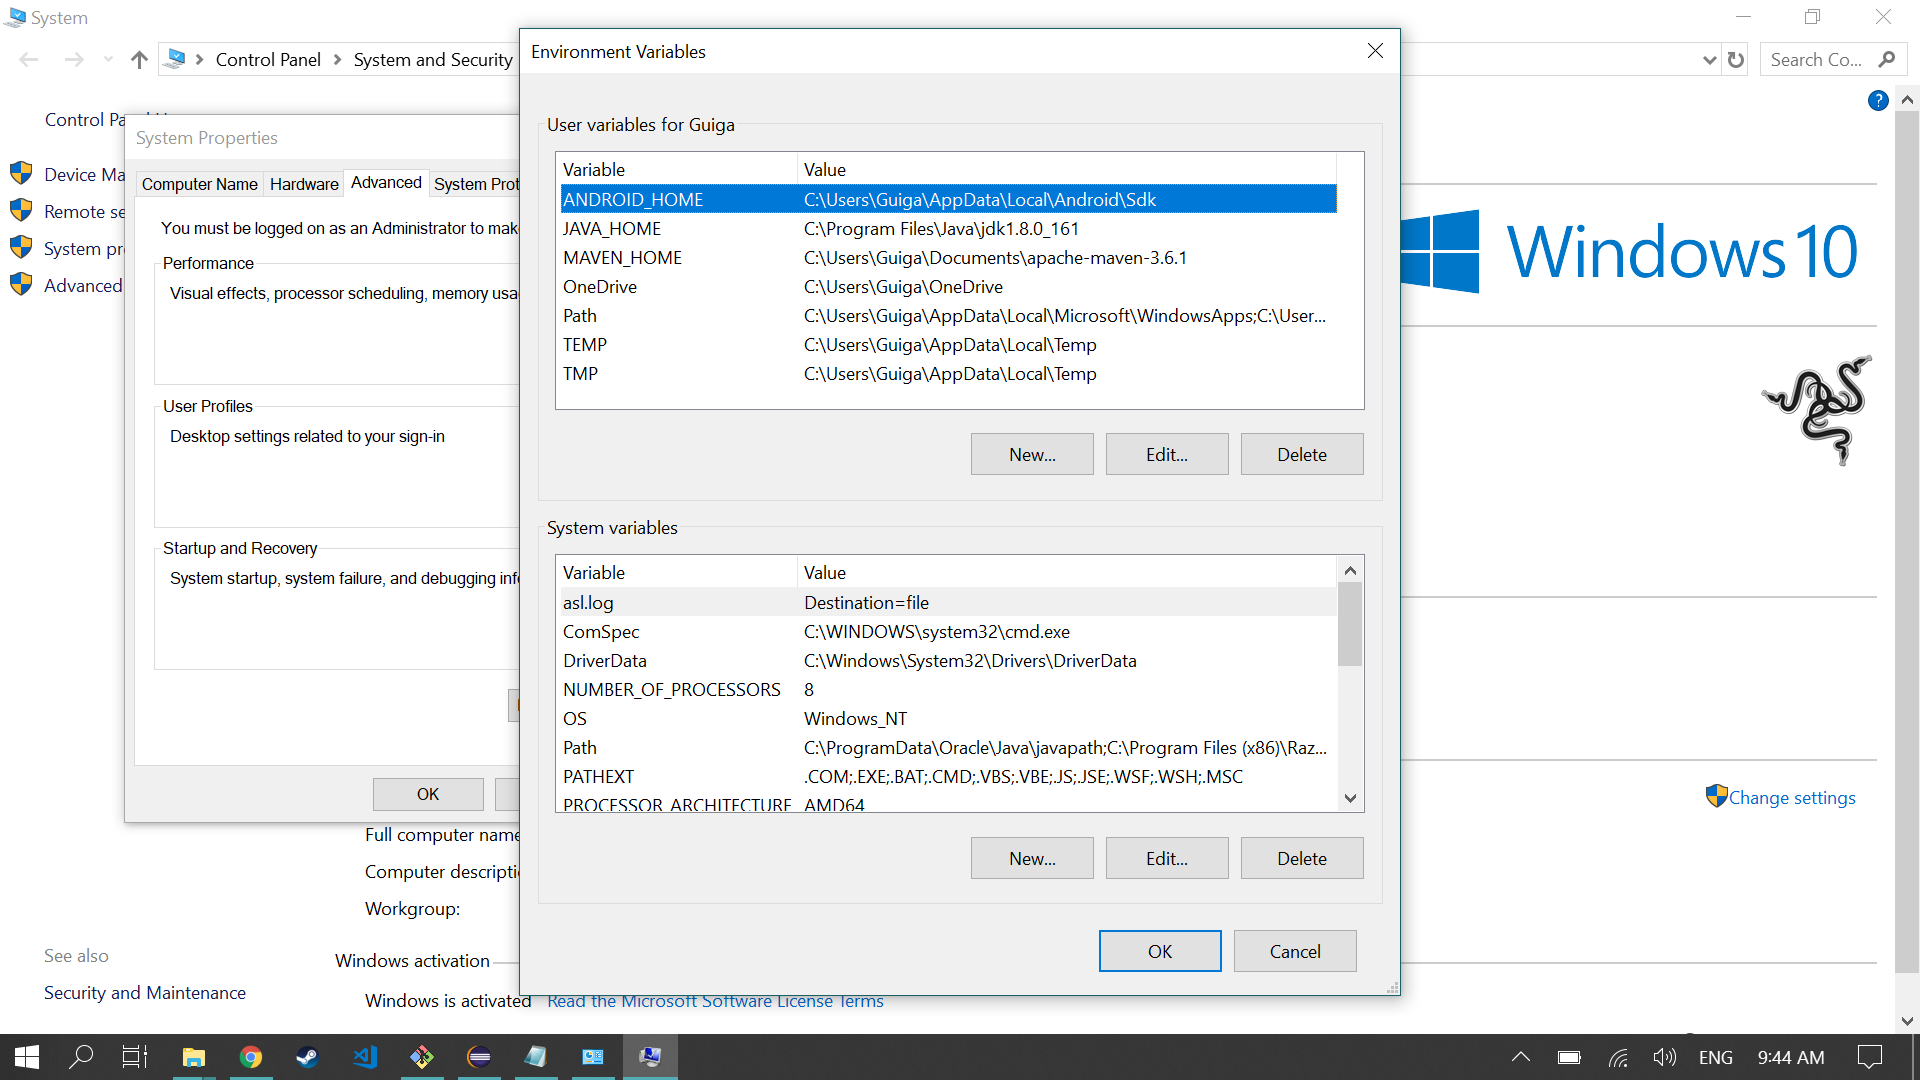 System
Control Panel
System and Security
Search Co...
Environment Variables
Control Pa
Device Ma
Remote se
System pr
Advanced
System Properties
Computer Name
Hardware
Advanced
System Prot
You must be logged on as an Administrator to mak
Performance
Visual effects, processor scheduling, memory usa
User Profiles
Desktop settings related to your sign-in
Startup and Recovery
System startup, system failure, and debugging inf
OK
User variables for Guiga
Variable Value
ANDROID_HOME C:\Users\Guiga\AppData\Local\Android\Sdk
JAVA_HOME C:\Program Files\Java\jdk1.8.0_161
MAVEN_HOME C:\Users\Guiga\Documents\apache-maven-3.6.1
OneDrive C:\Users\Guiga\OneDrive
Path C:\Users\Guiga\AppData\Local\Microsoft\WindowsApps;C:\User...
TEMP C:\Users\Guiga\AppData\Local\Temp
TMP C:\Users\Guiga\AppData\Local\Temp
New... Edit... Delete
System variables
Variable Value
asl.log Destination=file
ComSpec C:\WINDOWS\system32\cmd.exe
DriverData C:\Windows\System32\Drivers\DriverData
NUMBER_OF_PROCESSORS 8
OS Windows_NT
Path C:\ProgramData\Oracle\Java\javapath;C:\Program Files (x86)\Raz...
PATHEXT .COM;.EXE;.BAT;.CMD;.VBS;.VBE;.JS;.JSE;.WSF;.WSH;.MSC
PROCESSOR_ARCHITECTURE AMD64
New... Edit... Delete
OK Cancel
Windows 10
Change settings
Full computer name
Computer descripti
Workgroup:
Windows activation
Windows is activated Read the Microsoft Software License Terms
See also
Security and Maintenance
ENG 9:44 AM